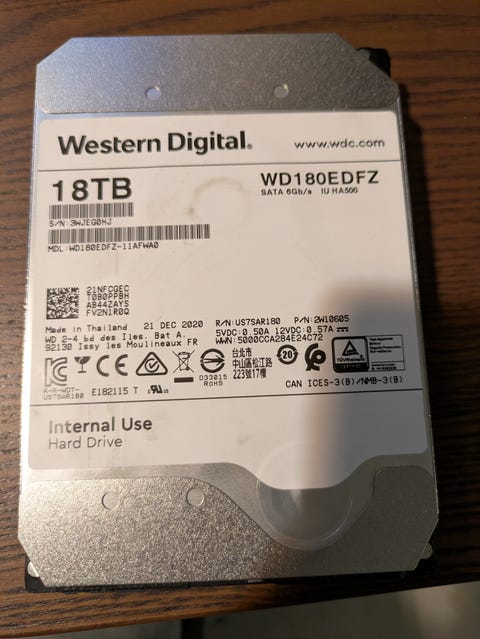 Western Digital.
www.wdc.com
18TB
WD180EDFZ
SATA 6Gb/s IU HA500
S/N: 3WJEG0HJ
MDL: WD180EDFZ-11AFWA0
21NFCGEC
T0B0PPBH
AB44ZAYS
FV2N1R0Q
R/N: US7SAR180 P/N: 2W10605
Made in Thailand 21 DEC 2020
5VDC: 0.50A 12VDC: 0.57A
WD 2-4 bd des Iles. Bat A.
WWN: 5000CCA284E24C72
92130 Issy les Moulineaux FR
台北市
中山區松江路
223號17樓
20
D33015
RoHS
R-R-WDT-
US7SAR180
E182115 T
CAN ICES-3(B)/NMB-3(B)
Internal Use
Hard Drive